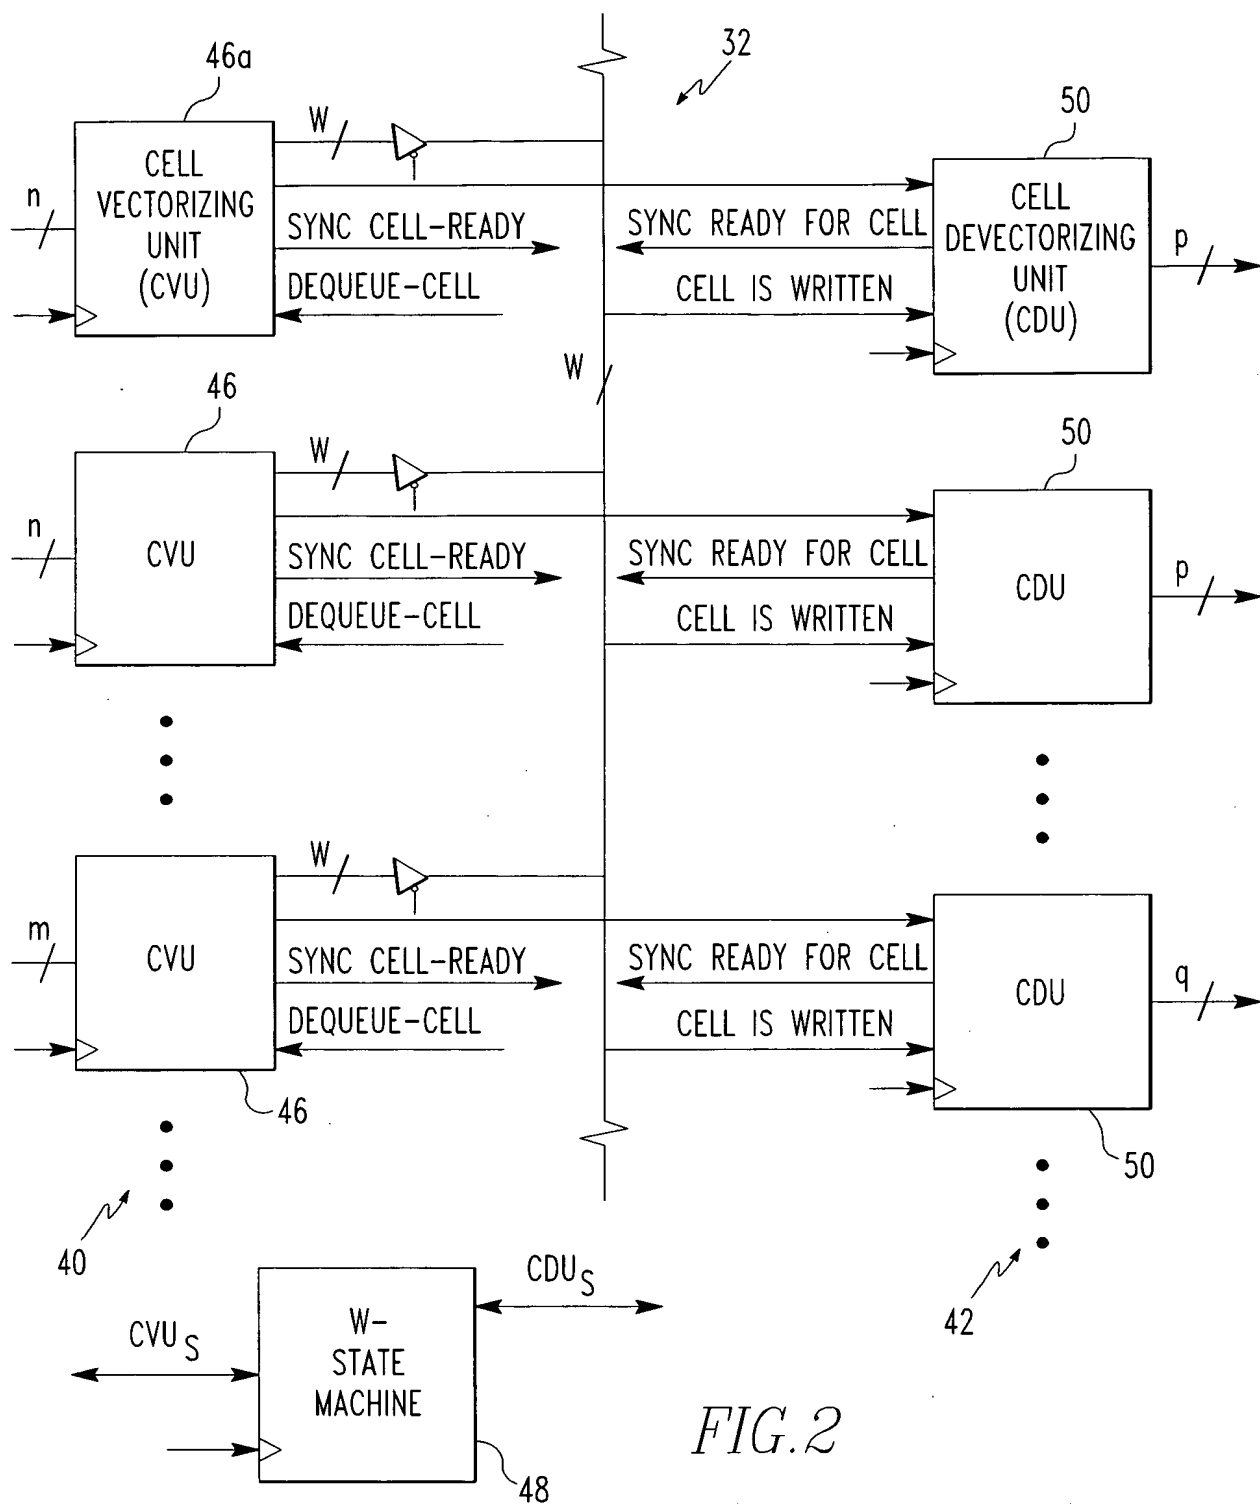 46a
32
W
50
CELL
VECTORIZING
UNIT
(CVU)
n
SYNC CELL-READY
DEQUEUE-CELL
SYNC READY FOR CELL
CELL IS WRITTEN
CELL
DEVECTORIZING
UNIT
(CDU)
p
W
46
W
50
n
CVU
SYNC CELL-READY
DEQUEUE-CELL
SYNC READY FOR CELL
CELL IS WRITTEN
CDU
p
W
m
CVU
SYNC CELL-READY
DEQUEUE-CELL
SYNC READY FOR CELL
CELL IS WRITTEN
CDU
q
46
50
40
42
CDUS
CVUS
W-
STATE
MACHINE
48
FIG.2